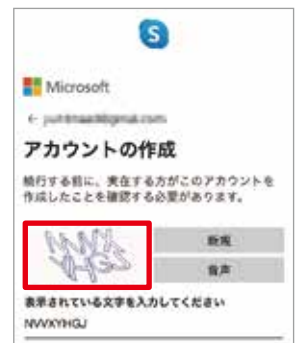 S
Microsoft
アカウントの作成
続行する前に、実在する方がこのアカウントを
作成したことを確認する必要があります。
新規
音声
表示されている文字を入力してください
NVVXYHGJ